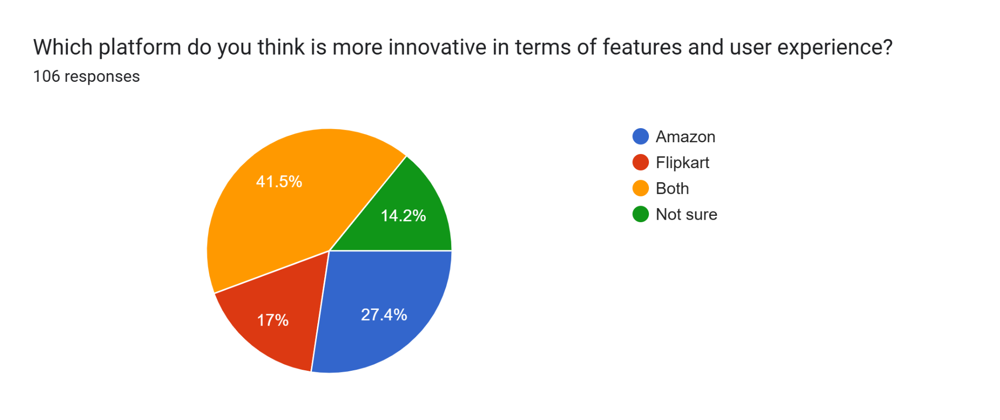 Which platform do you think is more innovative in terms of features and user experience?
106 responses
41.5%
14.2%
17%
27.4%
Amazon
Flipkart
Both
Not sure